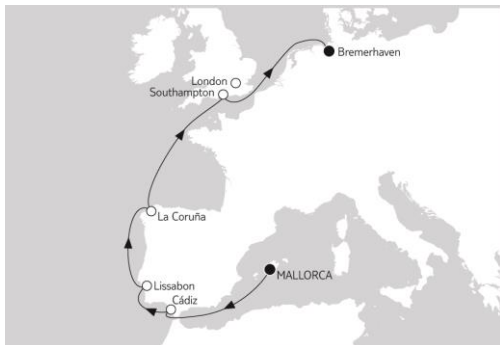 Bremerhaven
London
Southampton
La Coruña
MALLORCA
Lissabon
Cádiz